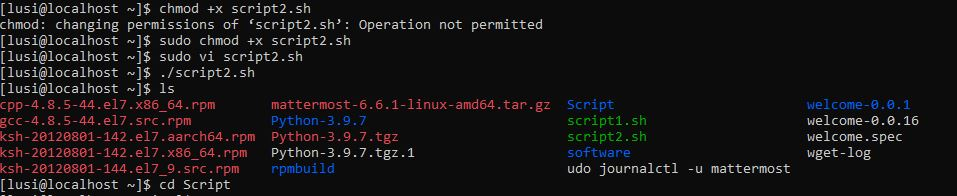 [lusi@localhost ~]$ chmod +x script2.sh
chmod: changing permissions of ‘script2.sh’: Operation not permitted
[lusi@localhost ~]$ sudo chmod +x script2.sh
[lusi@localhost ~]$ sudo vi script2.sh
[lusi@localhost ~]$ ./script2.sh
[lusi@localhost ~]$ ls
cpp-4.8.5-44.el7.x86_64.rpm mattermost-6.6.1-linux-amd64.tar.gz Script welcome-0.0.1
gcc-4.8.5-44.el7.src.rpm Python-3.9.7 script1.sh welcome-0.0.16
ksh-20120801-142.el7.aarch64.rpm Python-3.9.7.tgz script2.sh welcome.spec
ksh-20120801-142.el7.x86_64.rpm Python-3.9.7.tgz.1 software wget-log
ksh-20120801-144.el7_9.src.rpm rpmbuild udo journalctl -u mattermost
[lusi@localhost ~]$ cd Script